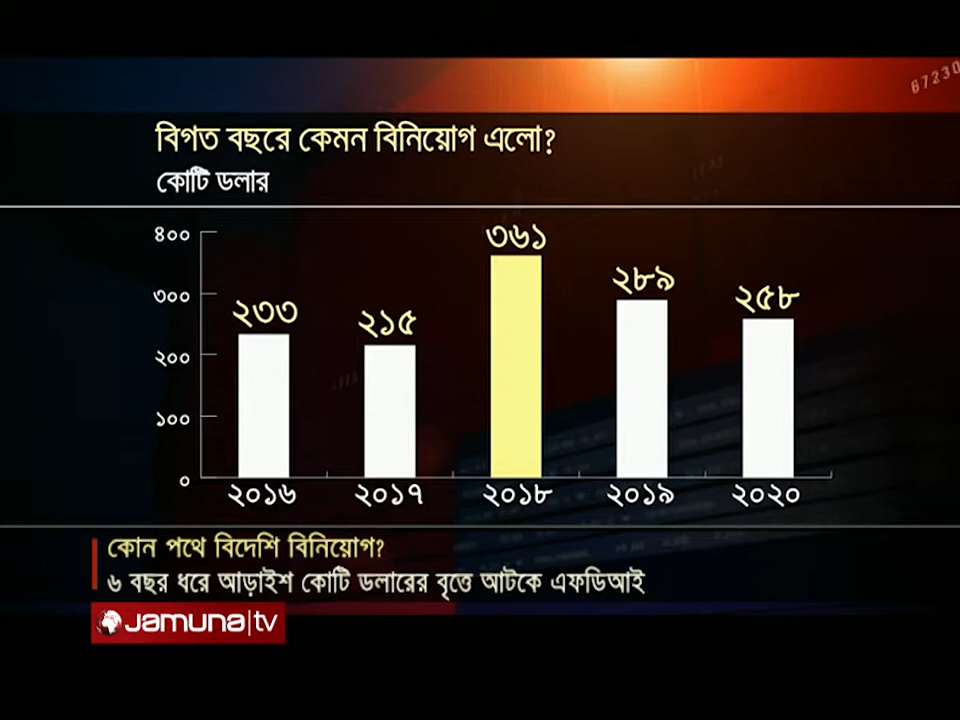 67230
বিগত বছরে কেমন বিনিয়োগ এলো?
কোটি ডলার
৪০০
৩০০
২০০
১০০
০
২৩৩
২১৫
৩৬১
২৮৯
২৫৮
২০১৬ ২০১৭ ২০১৮ ২০১৯ ২০২০
কোন পথে বিদেশি বিনিয়োগ?
৬ বছর ধরে আড়াইশ কোটি ডলারের বৃত্তে আটকে এফডিআই
Jamuna|tv